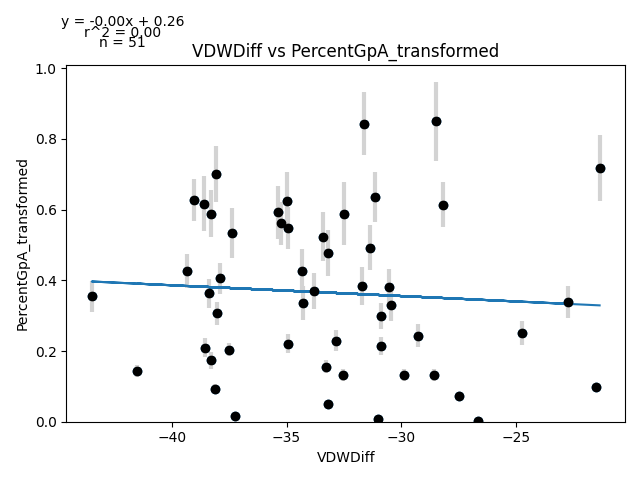 y = -0.00x + 0.26
r^2 = 0.00
n = 51
VDWDiff vs PercentGpA_transformed
1.0
0.8
0.6
0.4
0.2
0.0
PercentGpA_transformed
−40
−35
−30
−25
VDWDiff